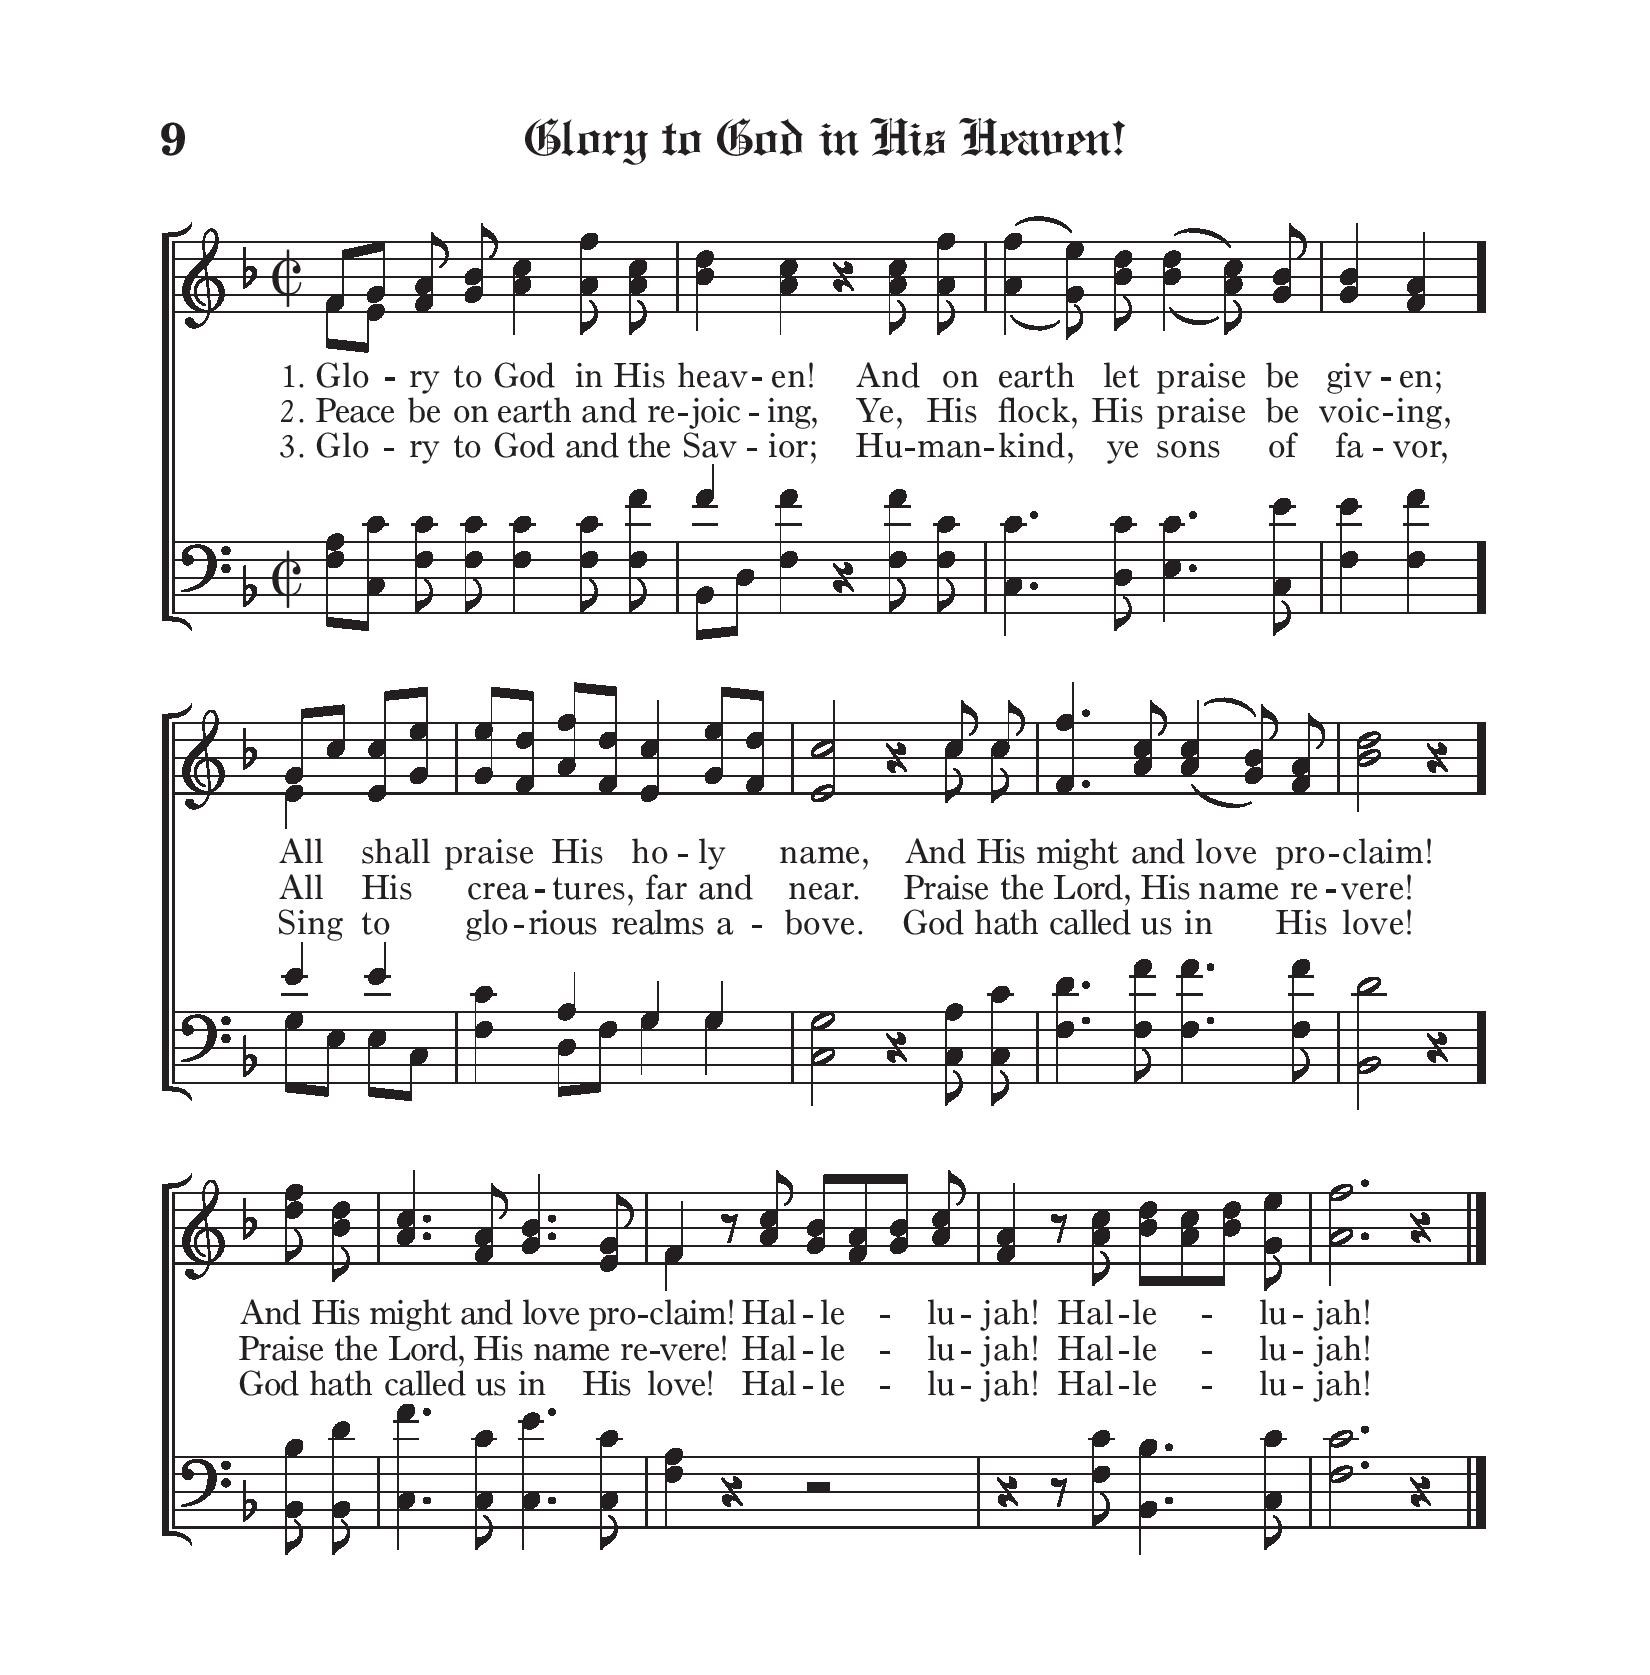 9 Glory to God in His Heaven!
1. Glo - ry to God in His heav - en! And on earth let praise be giv - en;
2. Peace be on earth and re - joic - ing, Ye, His flock, His praise be voic - ing,
3. Glo - ry to God and the Sav - ior; Hu - man - kind, ye sons of fa - vor,
All shall praise His ho - ly name, And His might and love pro - claim!
All His crea - tures, far and near. Praise the Lord, His name re - vere!
Sing to glo - rious realms a - bove. God hath called us in His love!
And His might and love pro - claim! Hal - le - lu - jah! Hal - le - lu - jah!
Praise the Lord, His name re - vere! Hal - le - lu - jah! Hal - le - lu - jah!
God hath called us in His love! Hal - le - lu - jah! Hal - le - lu - jah!